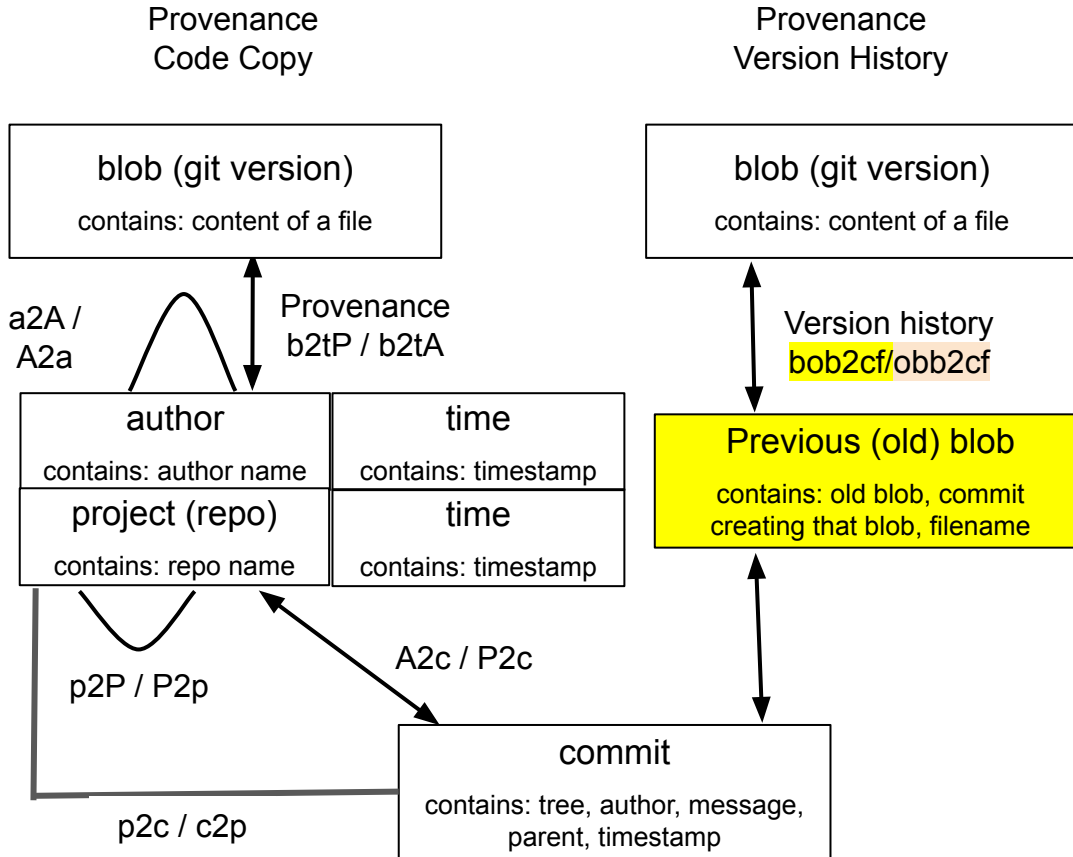 Provenance
Code Copy
Provenance
Version History
blob (git version)
contains: content of a file
blob (git version)
contains: content of a file
a2A /
A2a
Provenance
b2tP / b2tA
Version history
bob2cf/obb2cf
author
contains: author name
time
contains: timestamp
project (repo)
contains: repo name
time
contains: timestamp
Previous (old) blob
contains: old blob, commit
creating that blob, filename
p2P / P2p
A2c / P2c
commit
contains: tree, author, message,
parent, timestamp
p2c / c2p